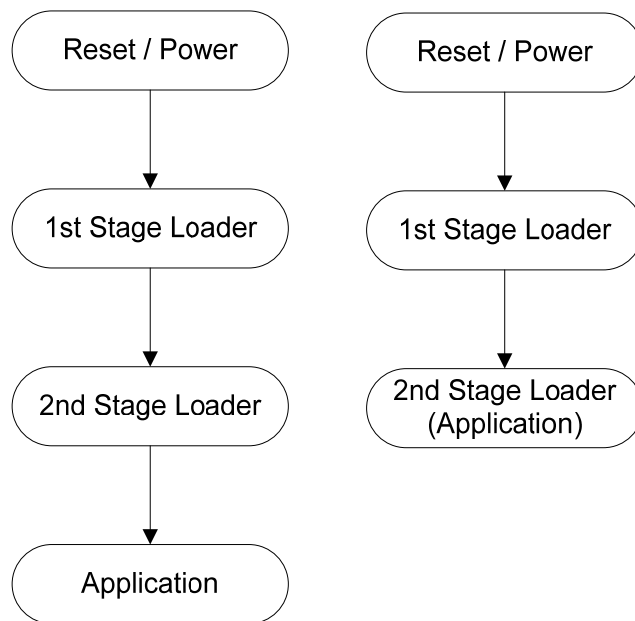 Reset / Power
1st Stage Loader
2nd Stage Loader
Application
Reset / Power
1st Stage Loader
2nd Stage Loader
(Application)